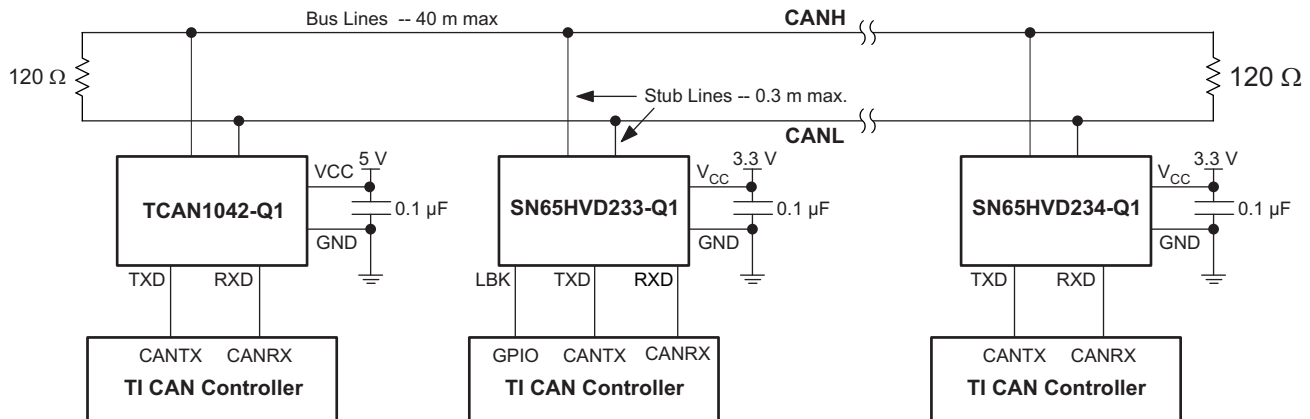 Bus Lines -- 40 m max
CANH
120 Ω
120 Ω
Stub Lines -- 0.3 m max.
CANL
5 V
VCC
TCAN1042-Q1
0.1 µF
GND
TXD
RXD
CANTX
CANRX
TI CAN Controller
3.3 V
VCC
SN65HVD233-Q1
0.1 µF
GND
LBK
TXD
RXD
GPIO
CANTX
CANRX
TI CAN Controller
3.3 V
VCC
SN65HVD234-Q1
0.1 µF
GND
TXD
RXD
CANTX
CANRX
TI CAN Controller